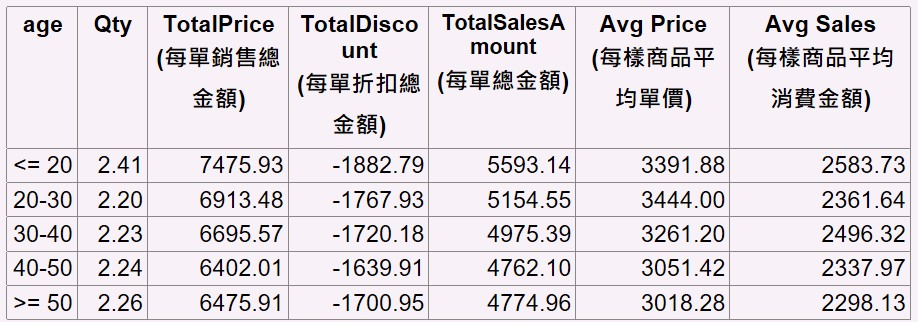 age Qty TotalPrice (每單銷售總金額) TotalDiscount (每單折扣總金額) TotalSalesAmount (每單總金額) Avg Price (每樣商品平均單價) Avg Sales (每樣商品平均消費金額)
<= 20 2.41 7475.93 -1882.79 5593.14 3391.88 2583.73
20-30 2.20 6913.48 -1767.93 5154.55 3444.00 2361.64
30-40 2.23 6695.57 -1720.18 4975.39 3261.20 2496.32
40-50 2.24 6402.01 -1639.91 4762.10 3051.42 2337.97
>= 50 2.26 6475.91 -1700.95 4774.96 3018.28 2298.13